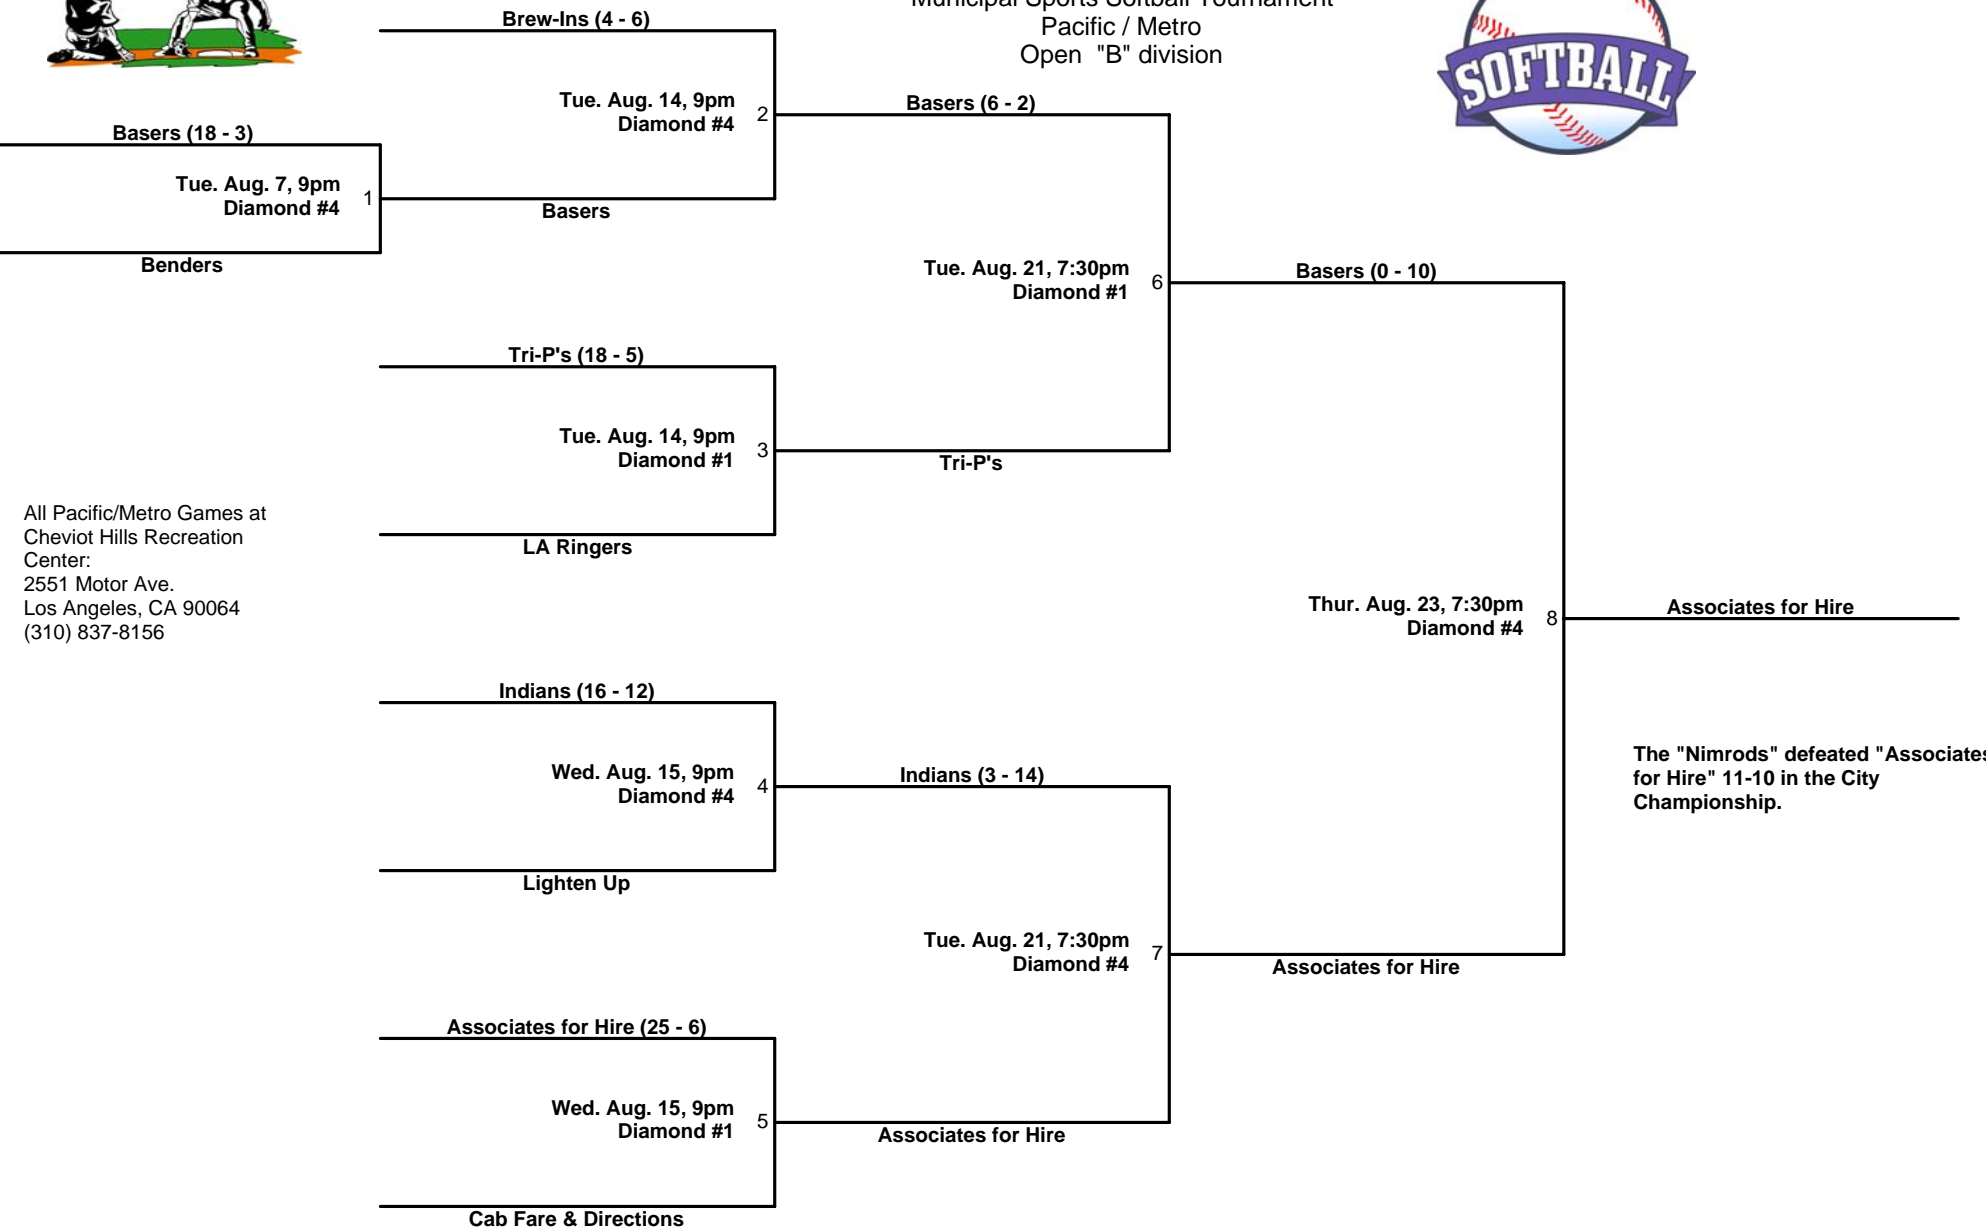 Municipal Sports Softball Tournament
Pacific / Metro
Open "B" division
SOFTBALL
Brew-Ins (4 - 6)
Tue. Aug. 14, 9pm
Diamond #4
2
Basers (6 - 2)
Basers (18 - 3)
Tue. Aug. 7, 9pm
Diamond #4
1
Basers
Benders
Tue. Aug. 21, 7:30pm
Diamond #1
6
Basers (0 - 10)
Tri-P's (18 - 5)
Tue. Aug. 14, 9pm
Diamond #1
3
Tri-P's
LA Ringers
All Pacific/Metro Games at
Cheviot Hills Recreation
Center:
2551 Motor Ave.
Los Angeles, CA 90064
(310) 837-8156
Thur. Aug. 23, 7:30pm
Diamond #4
8
Associates for Hire
Indians (16 - 12)
Wed. Aug. 15, 9pm
Diamond #4
4
Indians (3 - 14)
Lighten Up
The "Nimrods" defeated "Associates
for Hire" 11-10 in the City
Championship.
Tue. Aug. 21, 7:30pm
Diamond #4
7
Associates for Hire
Associates for Hire (25 - 6)
Wed. Aug. 15, 9pm
Diamond #1
5
Associates for Hire
Cab Fare & Directions